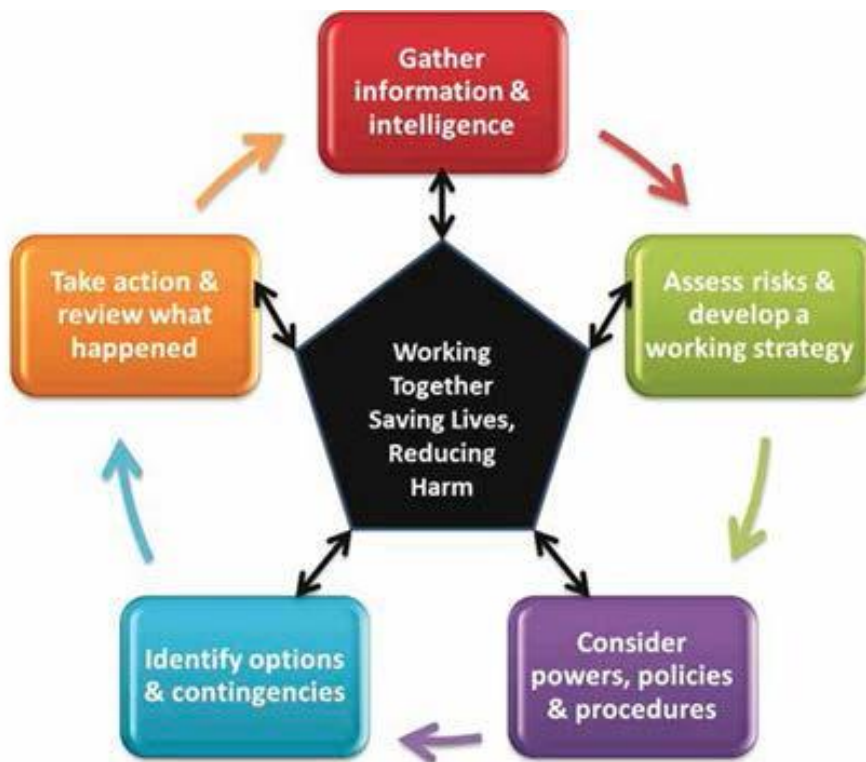 Gather
information &
intelligence
Assess risks &
develop a
working strategy
Consider
powers, policies
& procedures
Identify options
& contingencies
Take action &
review what
happened
Working
Together
Saving Lives,
Reducing
Harm